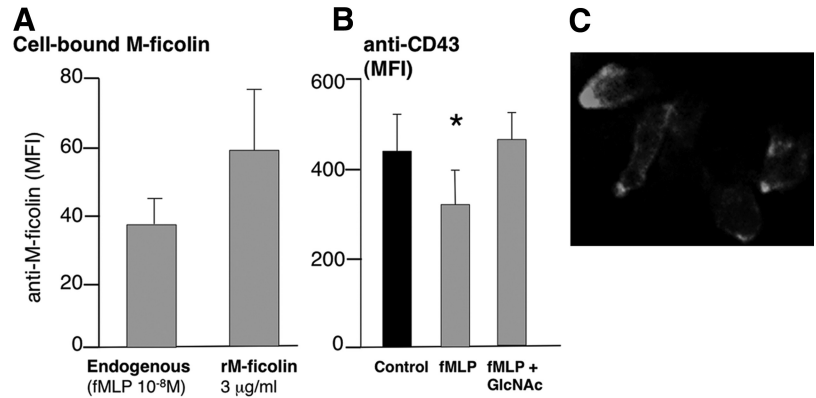 A
Cell-bound M-ficolin
anti-M-ficolin (MFI)
80
60
40
20
0
Endogenous
(fMLP 10⁻⁸M)
rM-ficolin
3 μg/ml
B
anti-CD43
(MFI)
600
400
200
0
*
Control
fMLP
fMLP +
GlcNAc
C